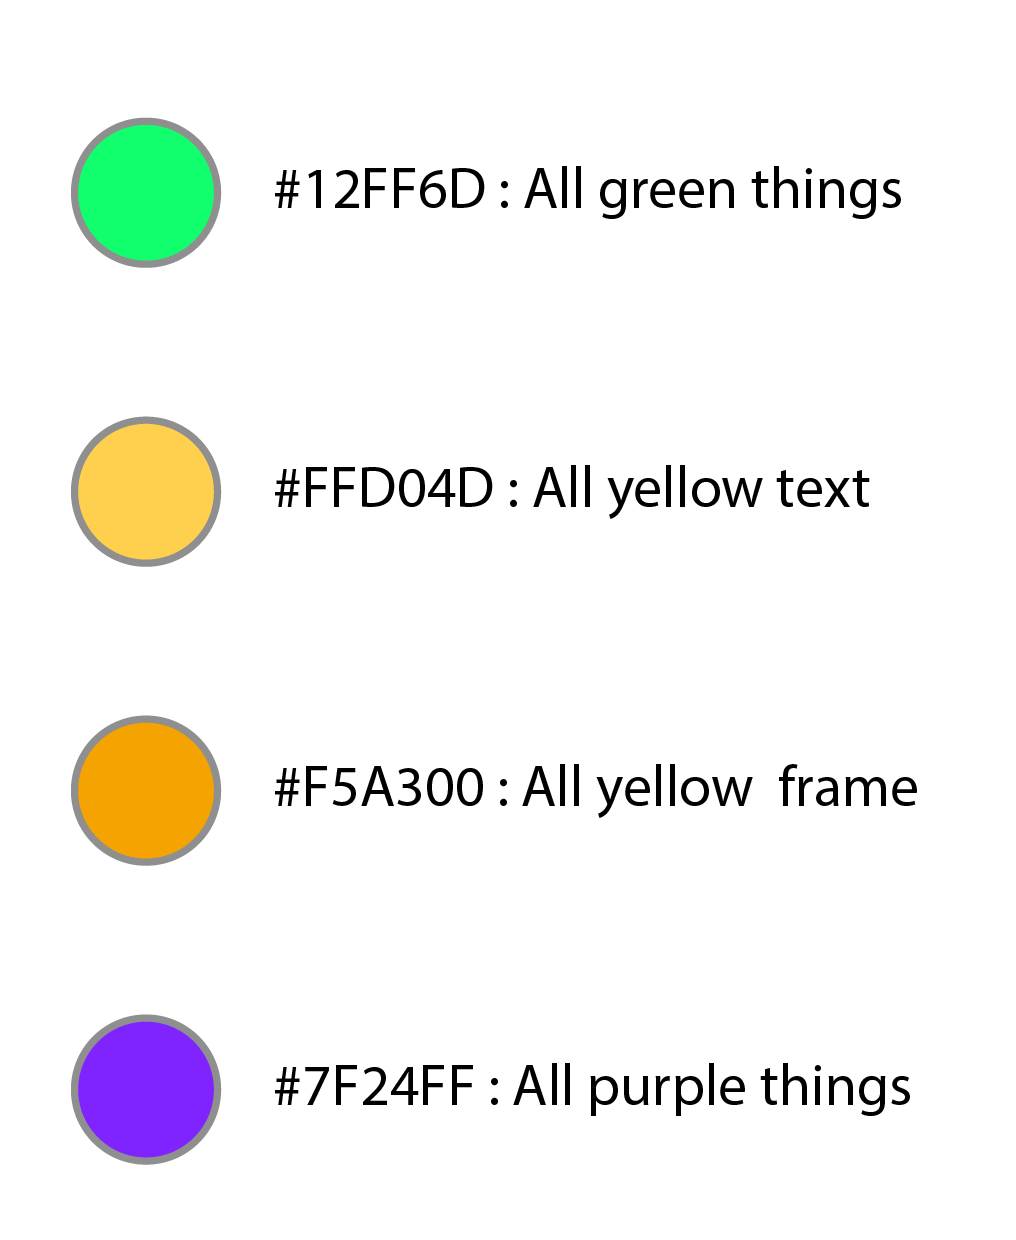 #12FF6D : All green things
#FFD04D : All yellow text
#F5A300 : All yellow  frame
#7F24FF : All purple things